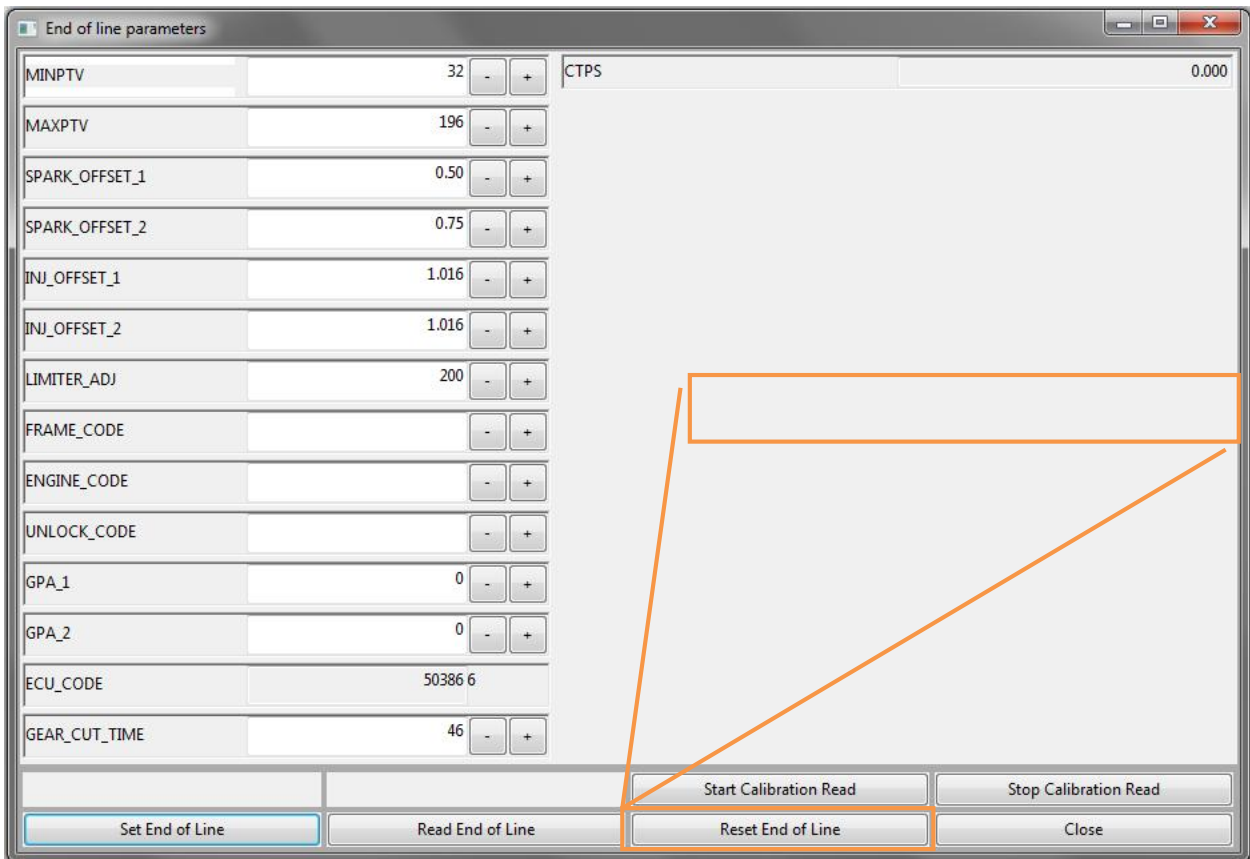 End of line parameters
MINPTV 32 - +
CTPS 0.000
MAXPTV 196 - +
SPARK_OFFSET_1 0.50 - +
SPARK_OFFSET_2 0.75 - +
INJ_OFFSET_1 1.016 - +
INJ_OFFSET_2 1.016 - +
LIMITER_ADJ 200 - +
FRAME_CODE - +
ENGINE_CODE - +
UNLOCK_CODE - +
GPA_1 0 - +
GPA_2 0 - +
ECU_CODE 50386 6
GEAR_CUT_TIME 46 - +
Start Calibration Read Stop Calibration Read
Set End of Line Read End of Line Reset End of Line Close